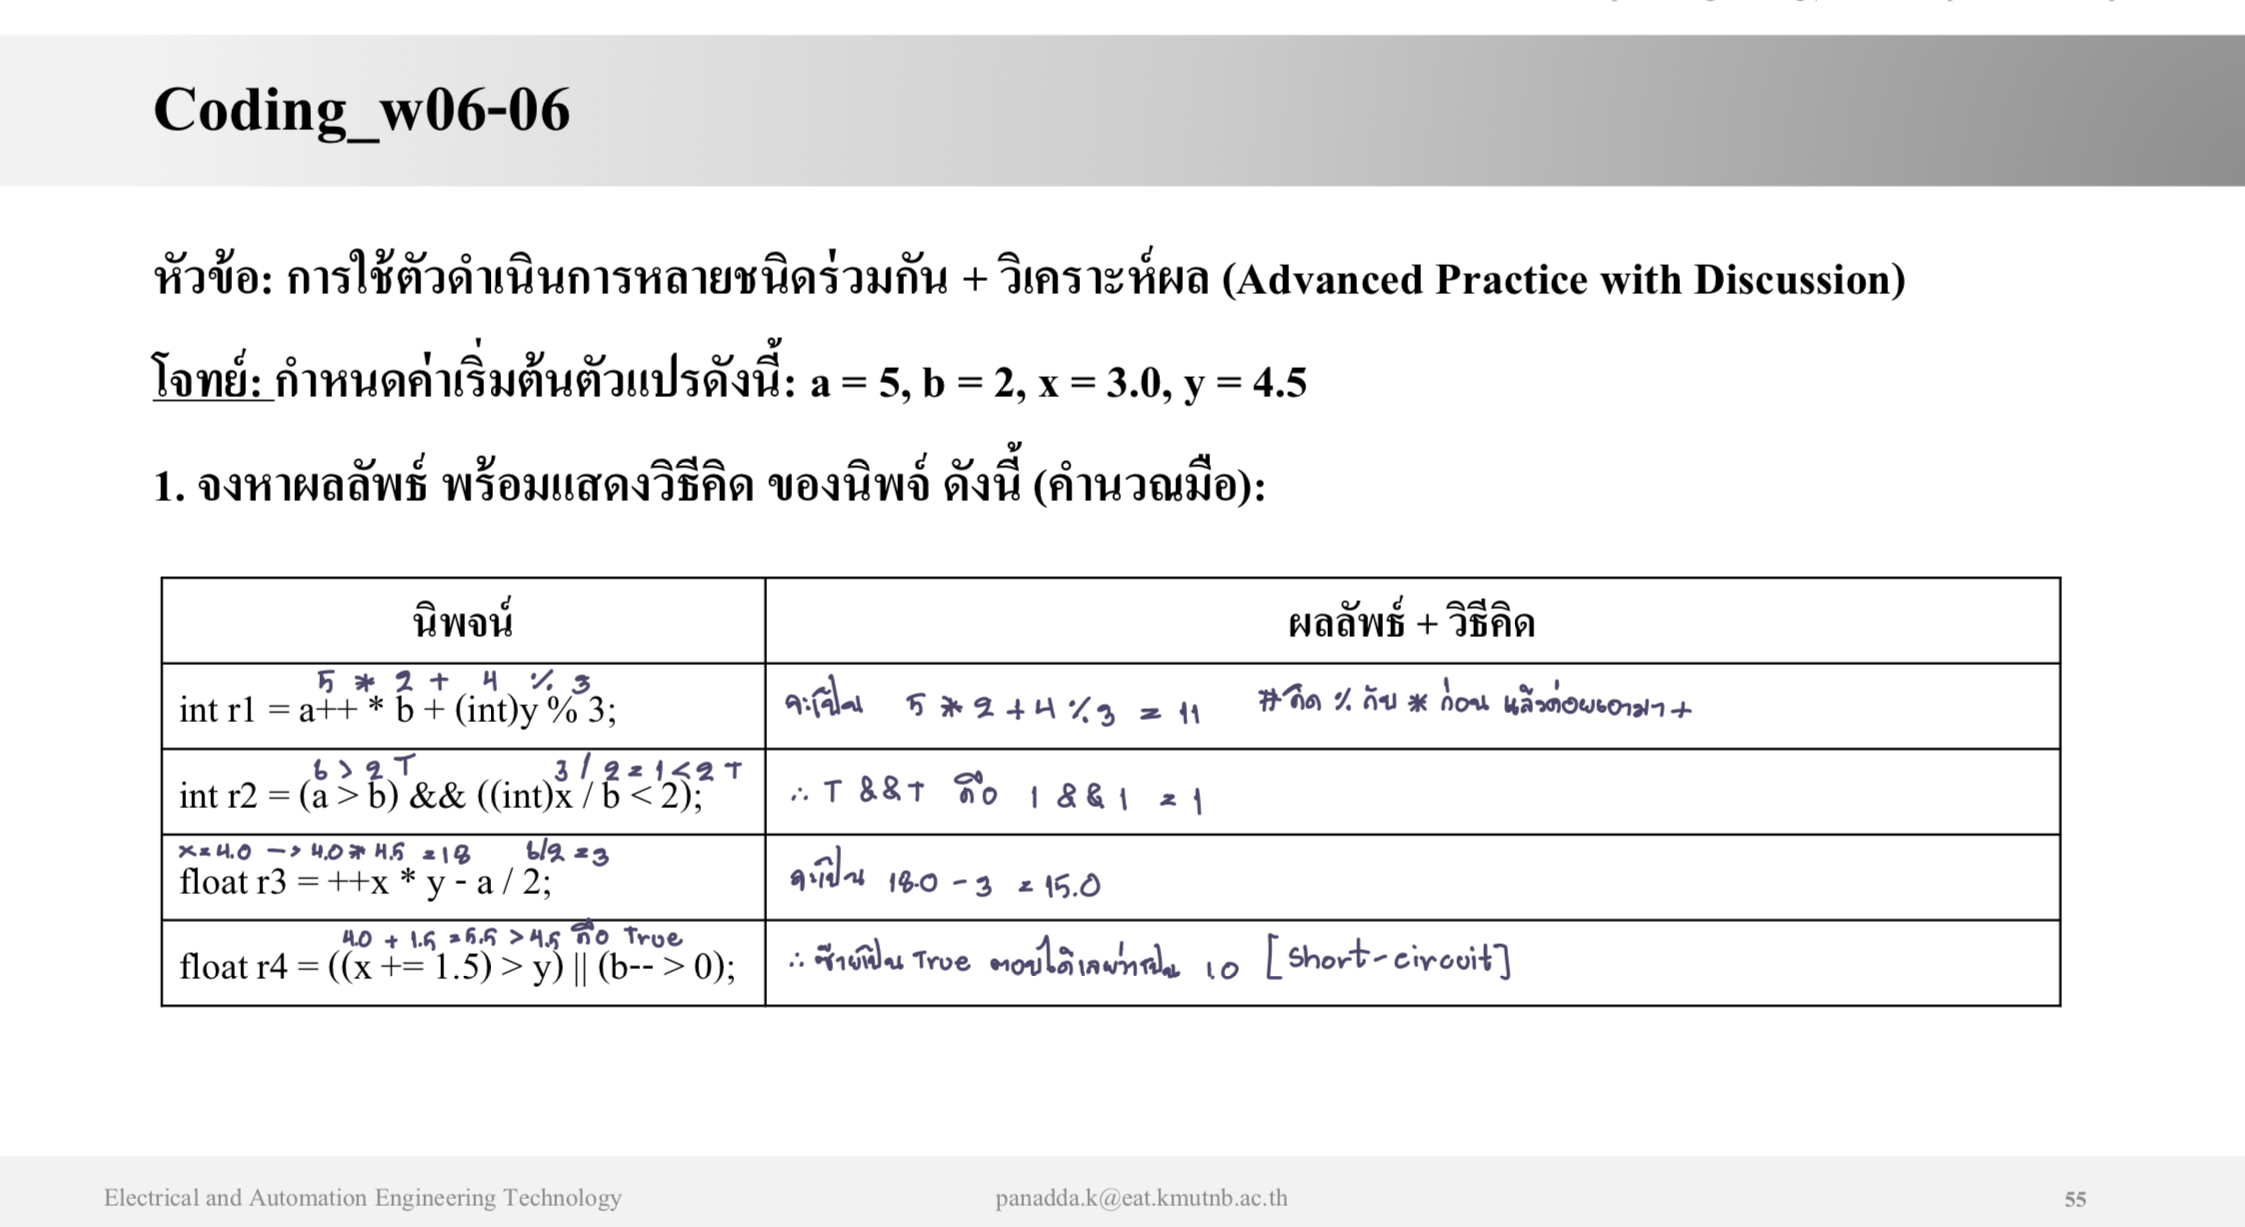 Coding_w06-06
หัวข้อ: การใช้ตัวดำเนินการหลายชนิดร่วมกัน + วิเคราะห์ผล (Advanced Practice with Discussion)
โจทย์: กำหนดค่าเริ่มต้นตัวแปรดังนี้: a = 5, b = 2, x = 3.0, y = 4.5
1. จงหาผลลัพธ์ พร้อมแสดงวิธีคิด ของนิพจ์ ดังนี้ (คำนวณมือ):
นิพจน์
ผลลัพธ์ + วิธีคิด
5 * 2 + 4 % 3
int r1 = a++ * b + (int)y % 3;
จะเป็น 5 * 2 + 4 % 3 = 11 #คิด % กับ * ก่อน แล้วค่อยเอามา +
6 > 2 T 3 / 2 = 1 < 2 T
int r2 = (a > b) && ((int)x / b < 2);
∴ T && T คือ 1 && 1 = 1
x = 4.0 -> 4.0 * 4.5 = 18 6/2 = 3
float r3 = ++x * y - a / 2;
จะเป็น 18.0 - 3 = 15.0
4.0 + 1.5 = 5.5 > 4.5 คือ True
float r4 = ((x += 1.5) > y) || (b-- > 0);
∴ ซ้ายเป็น True ตอบได้เลยว่าเป็น 1.0 [short-circuit]
Electrical and Automation Engineering Technology
panadda.k@eat.kmutnb.ac.th
55